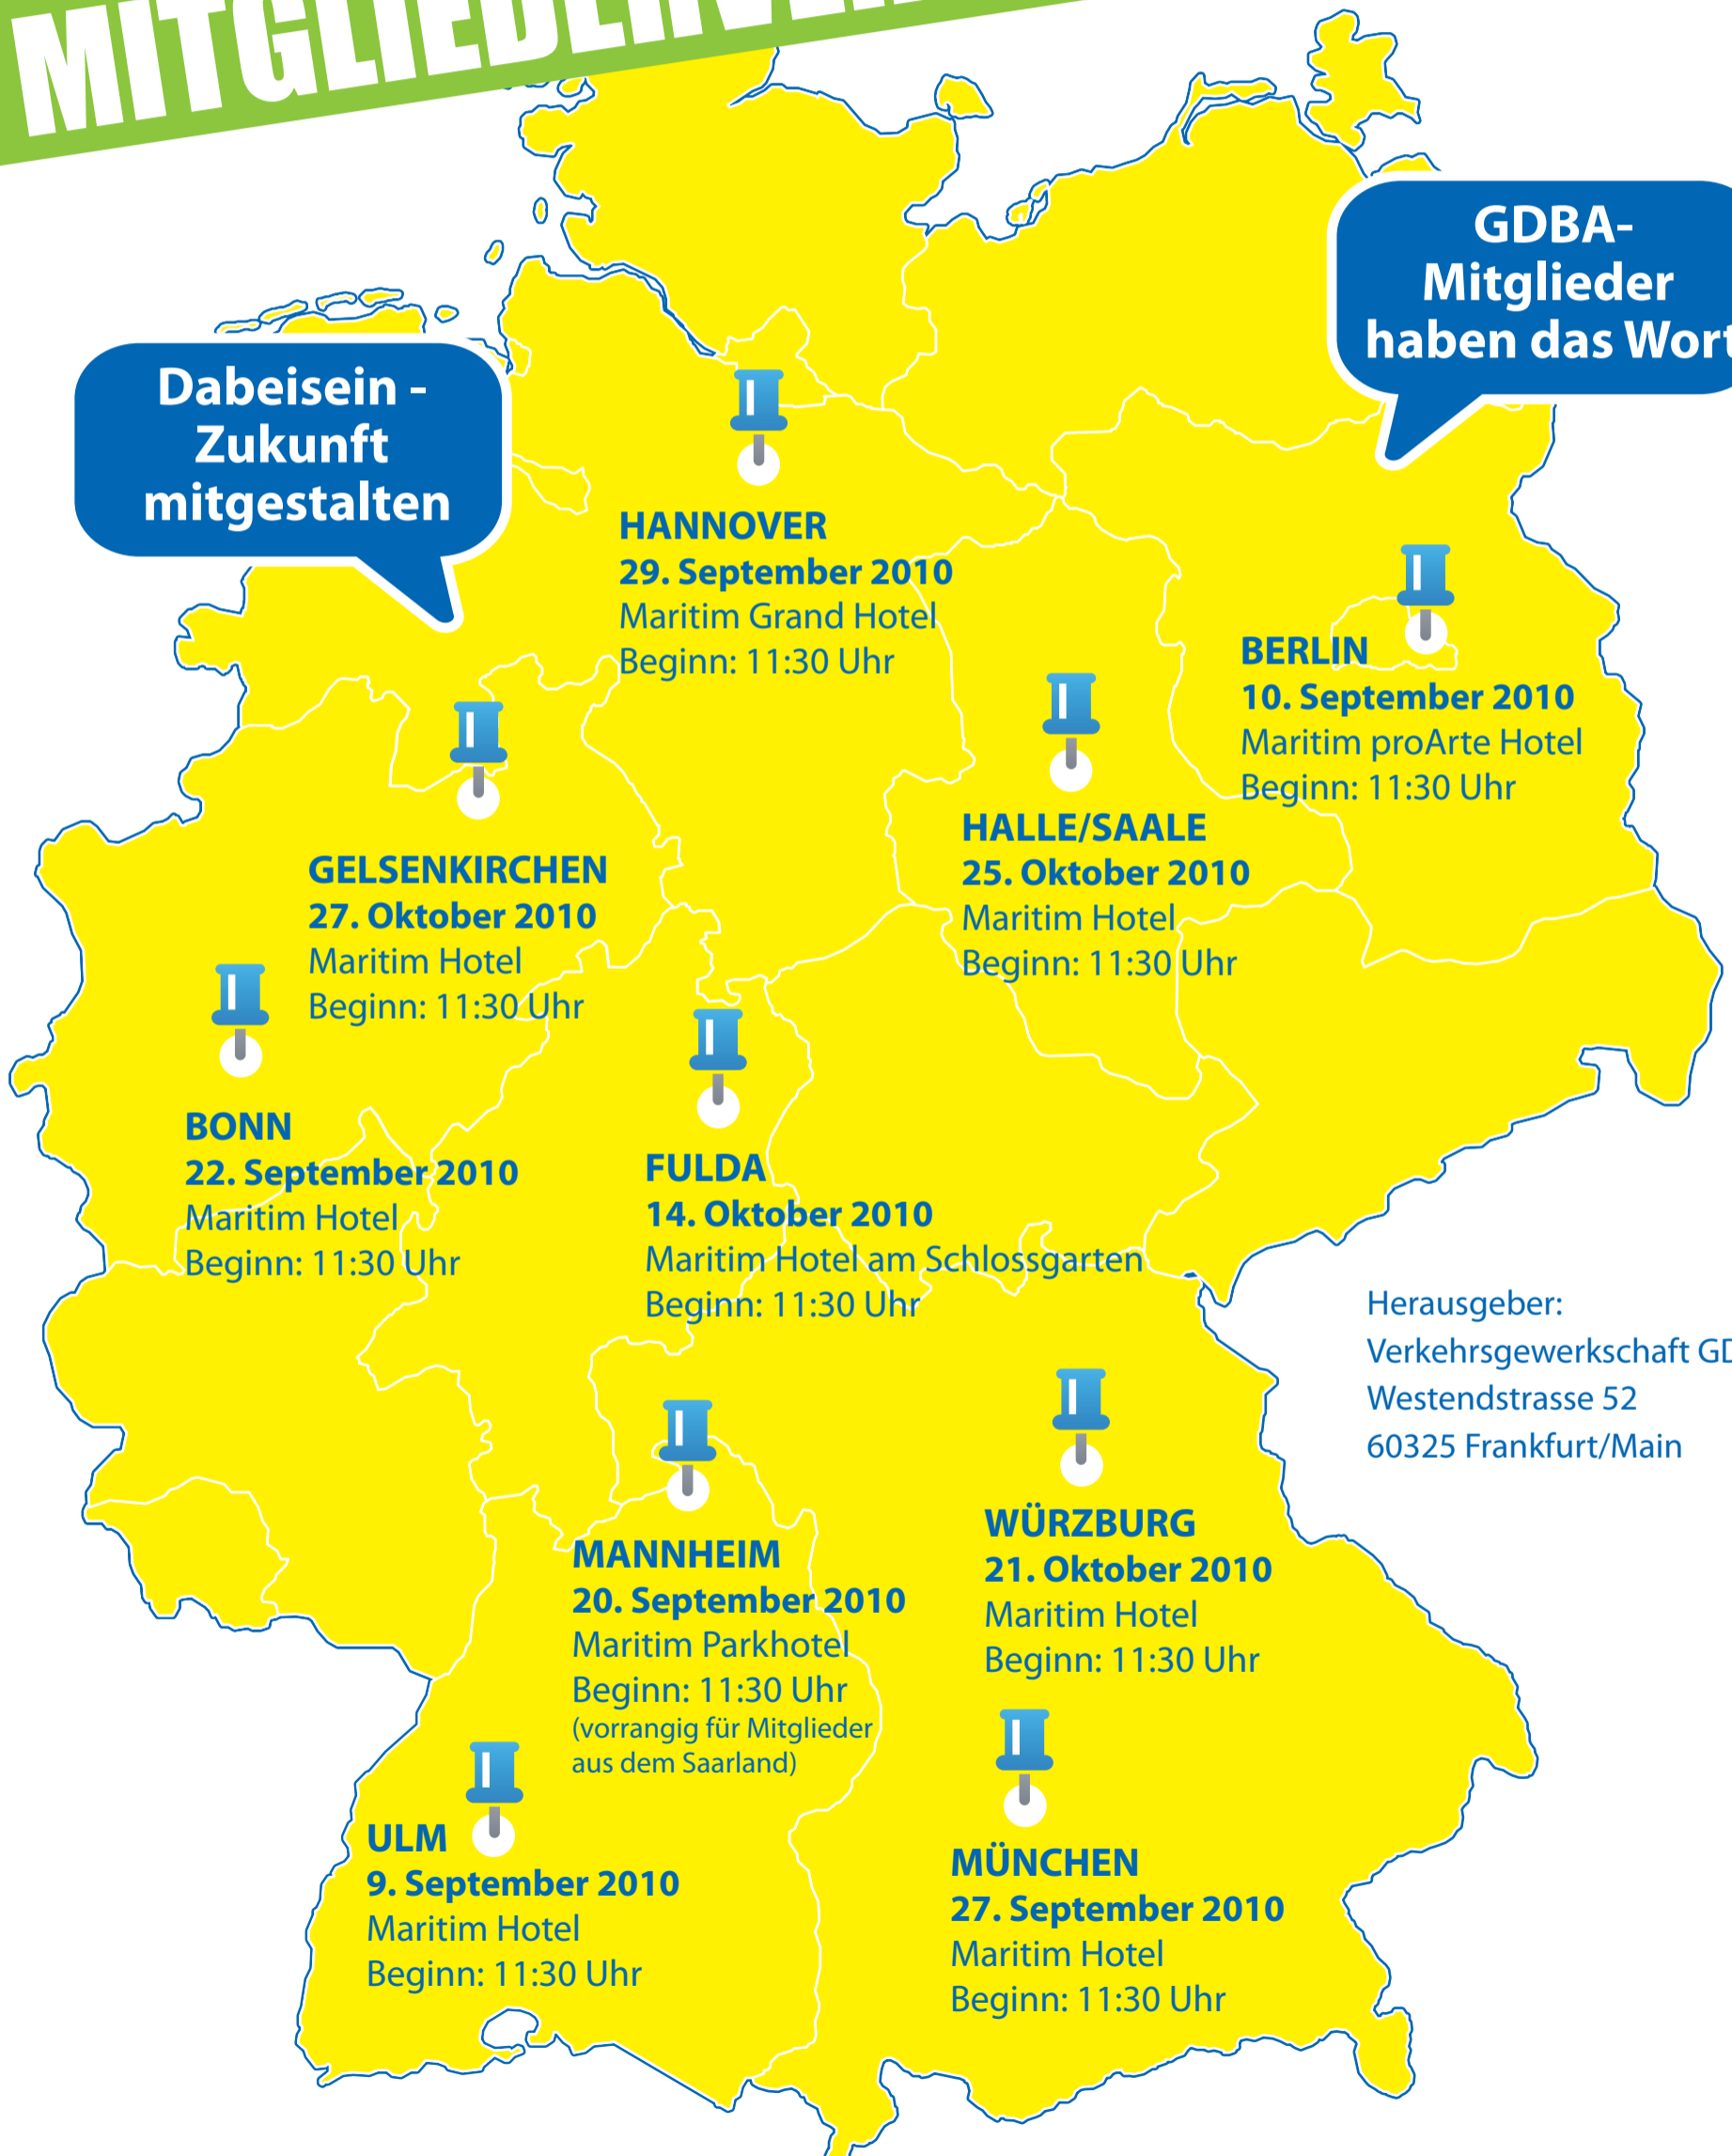 GDBA-
Mitglieder
haben das Wort
Dabeisein -
Zukunft
mitgestalten
HANNOVER
29. September 2010
Maritim Grand Hotel
Beginn: 11:30 Uhr
BERLIN
10. September 2010
Maritim proArte Hotel
Beginn: 11:30 Uhr
HALLE/SAALE
25. Oktober 2010
Maritim Hotel
Beginn: 11:30 Uhr
GELSENKIRCHEN
27. Oktober 2010
Maritim Hotel
Beginn: 11:30 Uhr
BONN
22. September 2010
Maritim Hotel
Beginn: 11:30 Uhr
FULDA
14. Oktober 2010
Maritim Hotel am Schlossgarten
Beginn: 11:30 Uhr
Herausgeber:
Verkehrsgewerkschaft
Westendstrasse 52
60325 Frankfurt/Main
WÜRZBURG
21. Oktober 2010
Maritim Hotel
Beginn: 11:30 Uhr
MANNHEIM
20. September 2010
Maritim Parkhotel
Beginn: 11:30 Uhr
(vorrangig für Mitglieder
aus dem Saarland)
ULM
9. September 2010
Maritim Hotel
Beginn: 11:30 Uhr
MÜNCHEN
27. September 2010
Maritim Hotel
Beginn: 11:30 Uhr